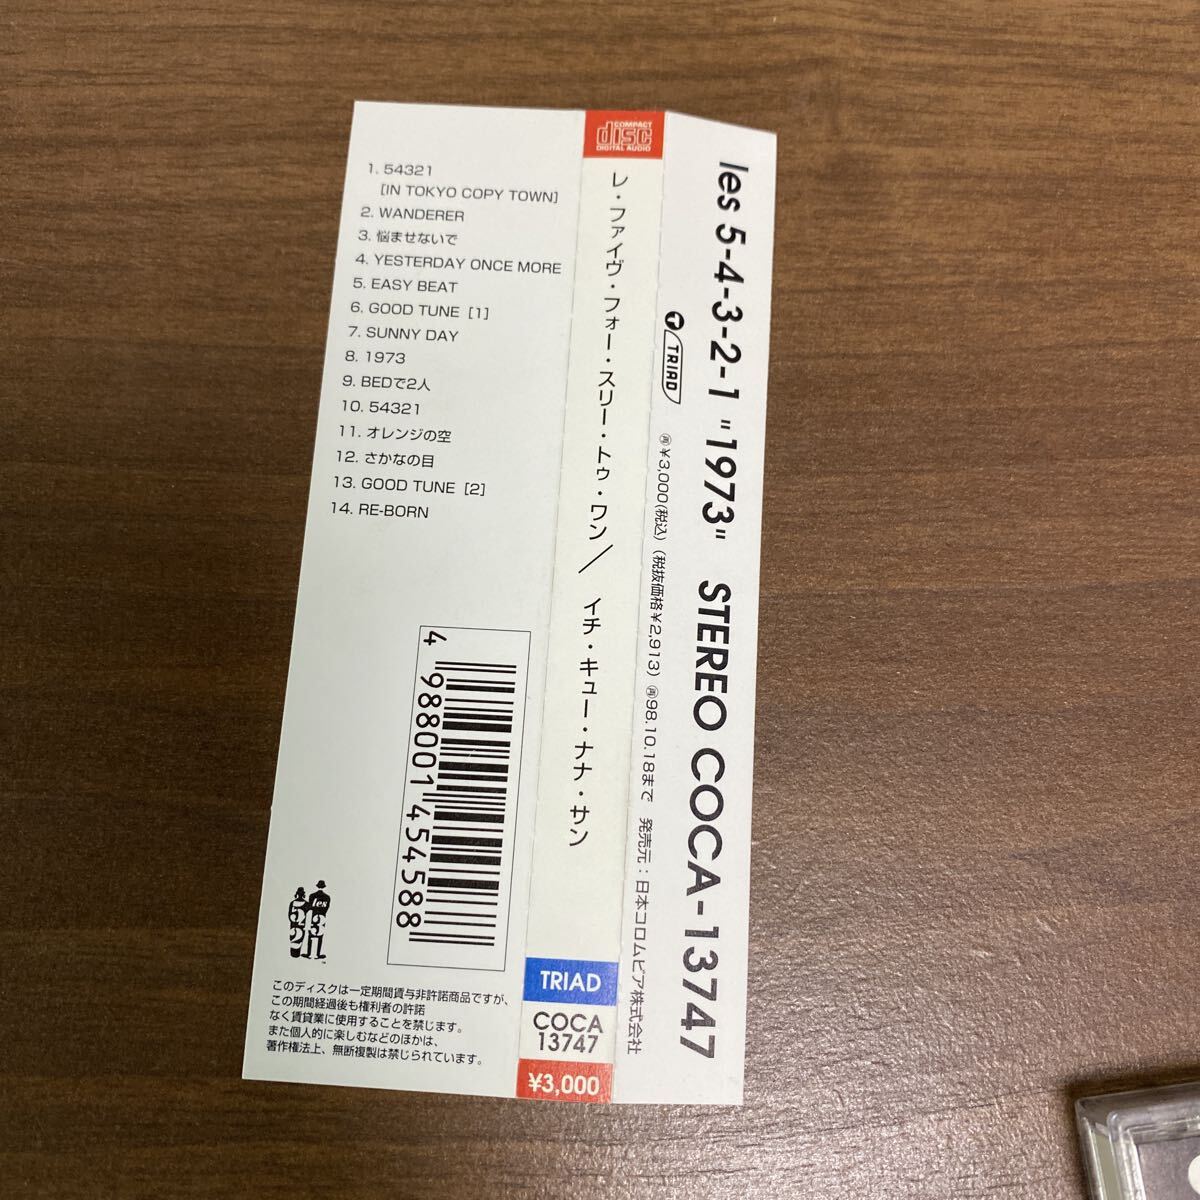 1. 54321
[IN TOKYO COPY TOWN]
2. WANDERER
3. 悩ませないで
4. YESTERDAY ONCE MORE
5. EASY BEAT
6. GOOD TUNE [1]
7. SUNNY DAY
8. 1973
9. BEDで2人
10. 54321
11. オレンジの空
12. さかなの目
13. GOOD TUNE [2]
14. RE-BORN
4 988001 454588
les
5 4 3 2 1
このディスクは一定期間賃与非許諾商品ですが、
この期間経過後も権利者の許諾
なく賃貸業に使用することを禁じます。
また個人的に楽しむなどのほかは、
著作権法上、無断複製は禁じられています。
COMPACT
disc
DIGITAL AUDIO
レ・ファイヴ・フォー・スリー・トゥ・ワン／イチ・キュー・ナナ・サン
TRIAD
COCA
13747
¥3,000
les 5-4-3-2-1 "1973" STEREO COCA-13747
TRIAD
㋣¥3,000(税込)(税抜価格¥2,913)㋣98.10.18まで 発売元：日本コロムビア株式会社